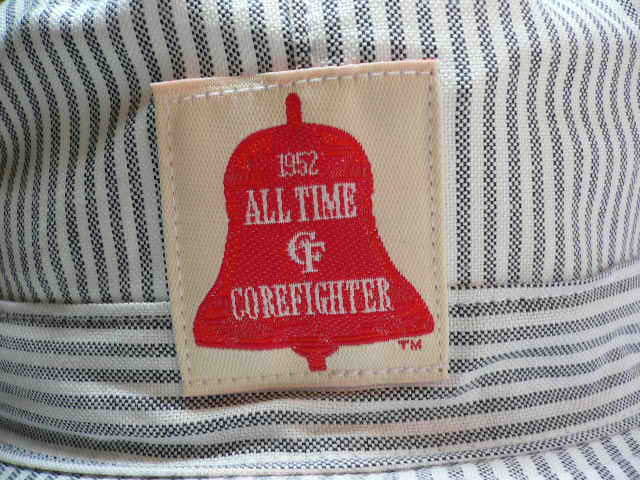 1952
ALL TIME
CF
COREFIGHTER
TM